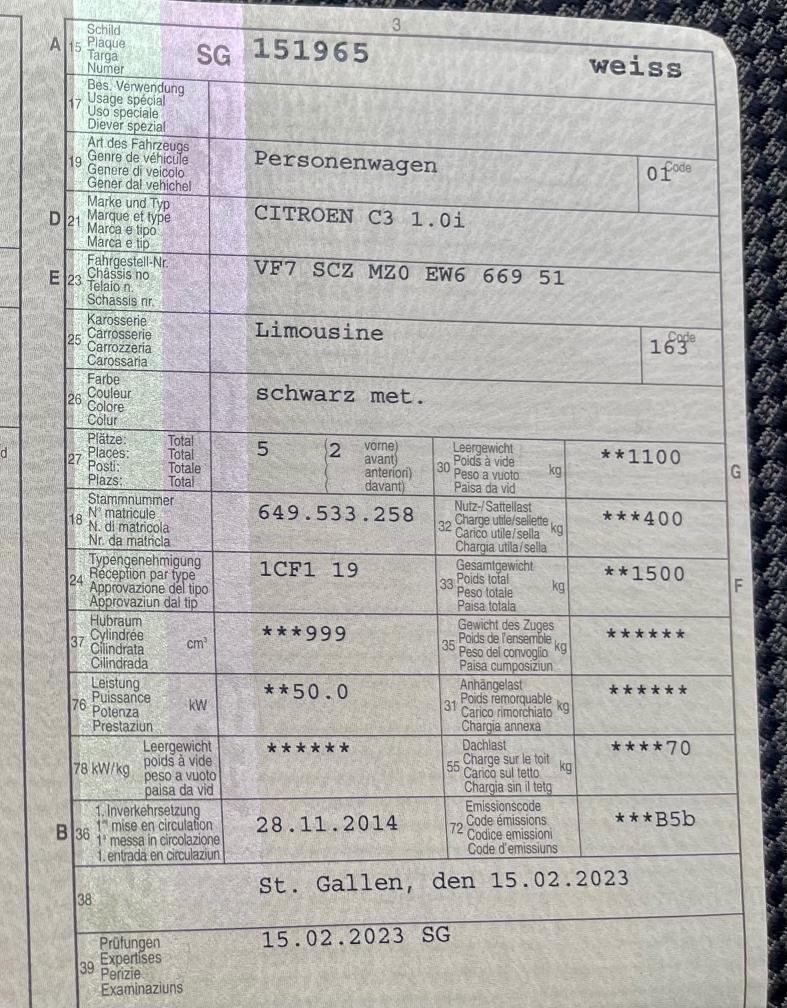 3
A 15 Schild
Plaque
Targa
Numer
SG 151965 weiss
17 Bes. Verwendung
Usage spécial
Uso speciale
Diever spezial
19 Art des Fahrzeugs
Genre de véhicule
Genere di veicolo
Gener dal vehichel
Personenwagen
Code
01
D 21 Marke und Typ
Marque et type
Marca e tipo
Marca e tip
CITROEN C3 1.0i
E 23 Fahrgestell-Nr.
Châssis no
Telaio n.
Schassis nr.
VF7 SCZ MZ0 EW6 669 51
25 Karosserie
Carrosserie
Carrozzeria
Carossaria
Limousine
Code
163
26 Farbe
Couleur
Colore
Colur
schwarz met.
27 Plätze: Total
Places: Total
Posti: Totale
Plazs: Total
5 (2 vorne)
avant)
anteriori)
davant)
30 Leergewicht
Poids à vide
Peso a vuoto
Paisa da vid
kg
**1100
G
18 Stammnummer
N° matricule
N. di matricola
Nr. da matricla
649.533.258
32 Nutz-/Sattellast
Charge utile/sellette
Carico utile/sella
Chargia utila/sella
kg
***400
24 Typengenehmigung
Réception par type
Approvazione del tipo
Approvaziun dal tip
1CF1 19
33 Gesamtgewicht
Poids total
Peso totale
Paisa totala
kg
**1500
F
37 Hubraum
Cylindrée
Cilindrata
Cilindrada
cm³
***999
35 Gewicht des Zuges
Poids de l'ensemble
Peso del convoglio
Paisa cumposiziun
kg
******
76 Leistung
Puissance
Potenza
Prestaziun
kW
**50.0
31 Anhängelast
Poids remorquable
Carico rimorchiato
Chargia annexa
kg
******
78 kW/kg Leergewicht
poids à vide
peso a vuoto
paisa da vid
******
55 Dachlast
Charge sur le toit
Carico sul tetto
Chargia sin il tetg
kg
****70
B 36 1. Inverkehrsetzung
1re mise en circulation
1a messa in circolazione
1. entrada en circulaziun
28.11.2014
72 Emissionscode
Code émissions
Codice emissioni
Code d'emissiuns
***B5b
38 St. Gallen, den 15.02.2023
39 Prüfungen
Expertises
Perizie
Examinaziuns
15.02.2023 SG
d